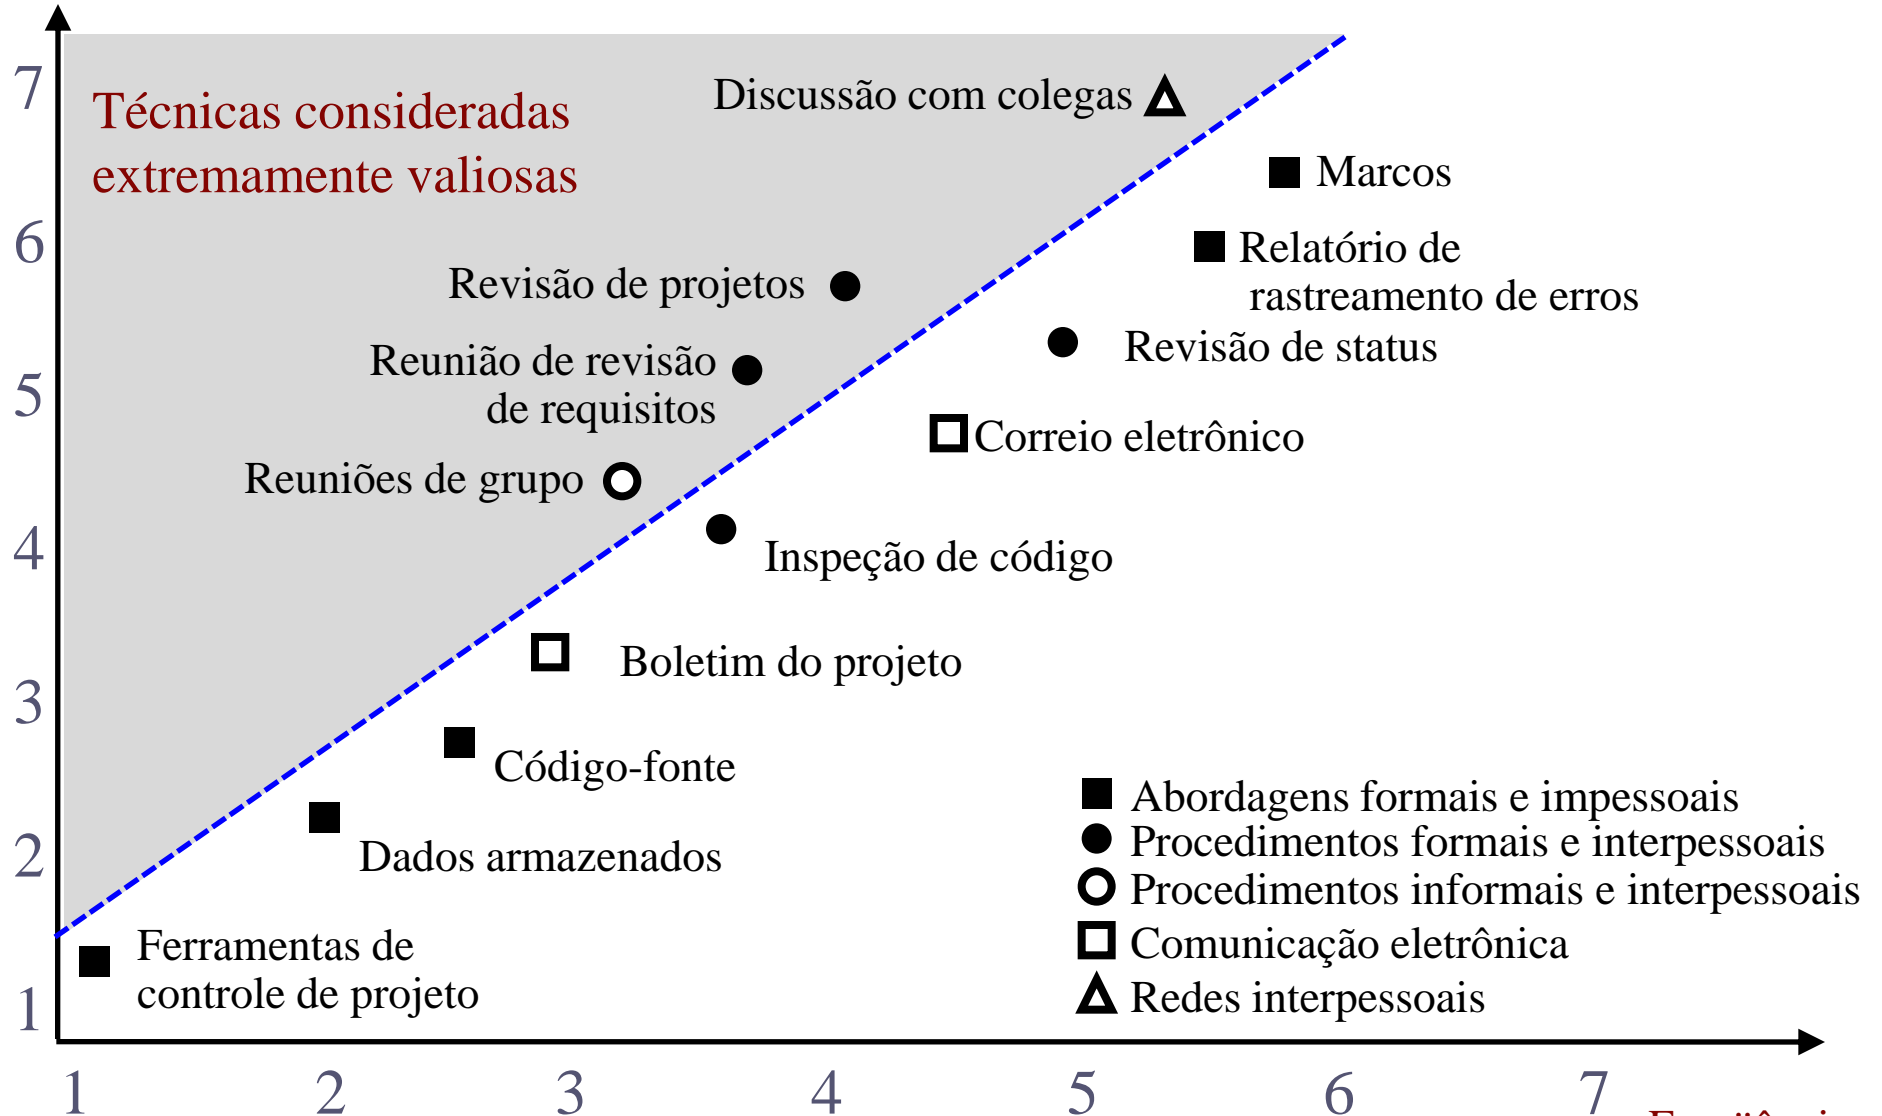 7
Técnicas consideradas
extremamente valiosas
Discussão com colegas
Marcos
6
Relatório de
rastreamento de erros
Revisão de projetos
Revisão de status
Reunião de revisão
de requisitos
5
Correio eletrônico
Reuniões de grupo
4
Inspeção de código
Boletim do projeto
3
Código-fonte
Dados armazenados
2
Abordagens formais e impessoais
Procedimentos formais e interpessoais
Procedimentos informais e interpessoais
Comunicação eletrônica
Redes interpessoais
Ferramentas de
controle de projeto
1
1 2 3 4 5 6 7